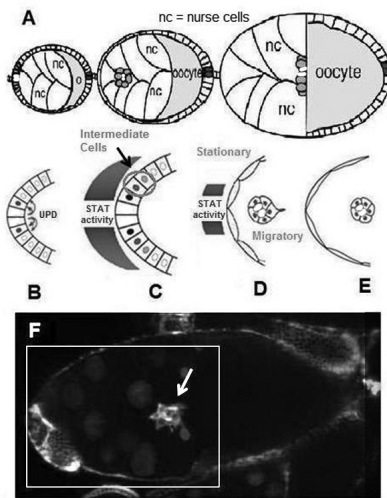 A
nc = nurse cells
nc
nc
o
nc
nc
oocyte
nc
nc
oocyte
Intermediate
Cells
Stationary
UPD
STAT
activity
STAT
activity
Migratory
B
C
D
E
F